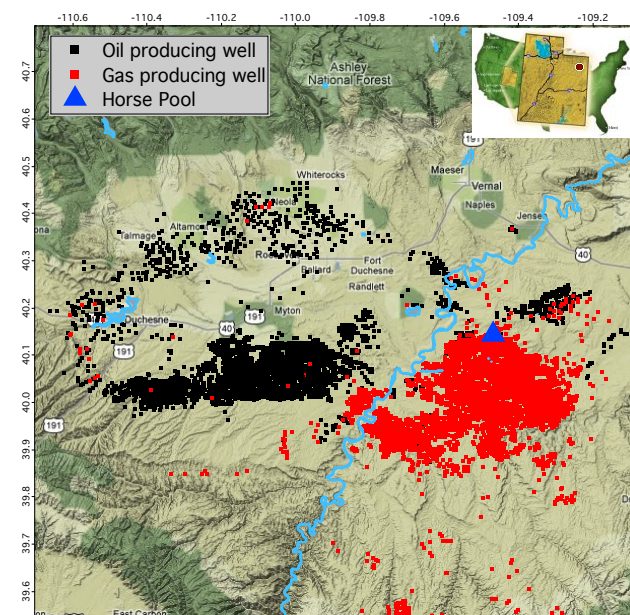 -110.6
-110.4
-110.2
-110.0
-109.8
-109.6
-109.4
-109.2
Oil producing well
Gas producing well
Horse Pool
Ashley
National Forest
40.7
40.6
40.5
40.4
40.3
40.2
40.1
40.0
39.9
39.8
39.7
39.6
191
Whiterocks
Maeser
Vernal
Naples
Neola
Jensen
Altamont
Talmage
40
Roosevelt
Ballard
Fort
Duchesne
Randlett
Myton
Duchesne
191
40
191
191
East Carbon